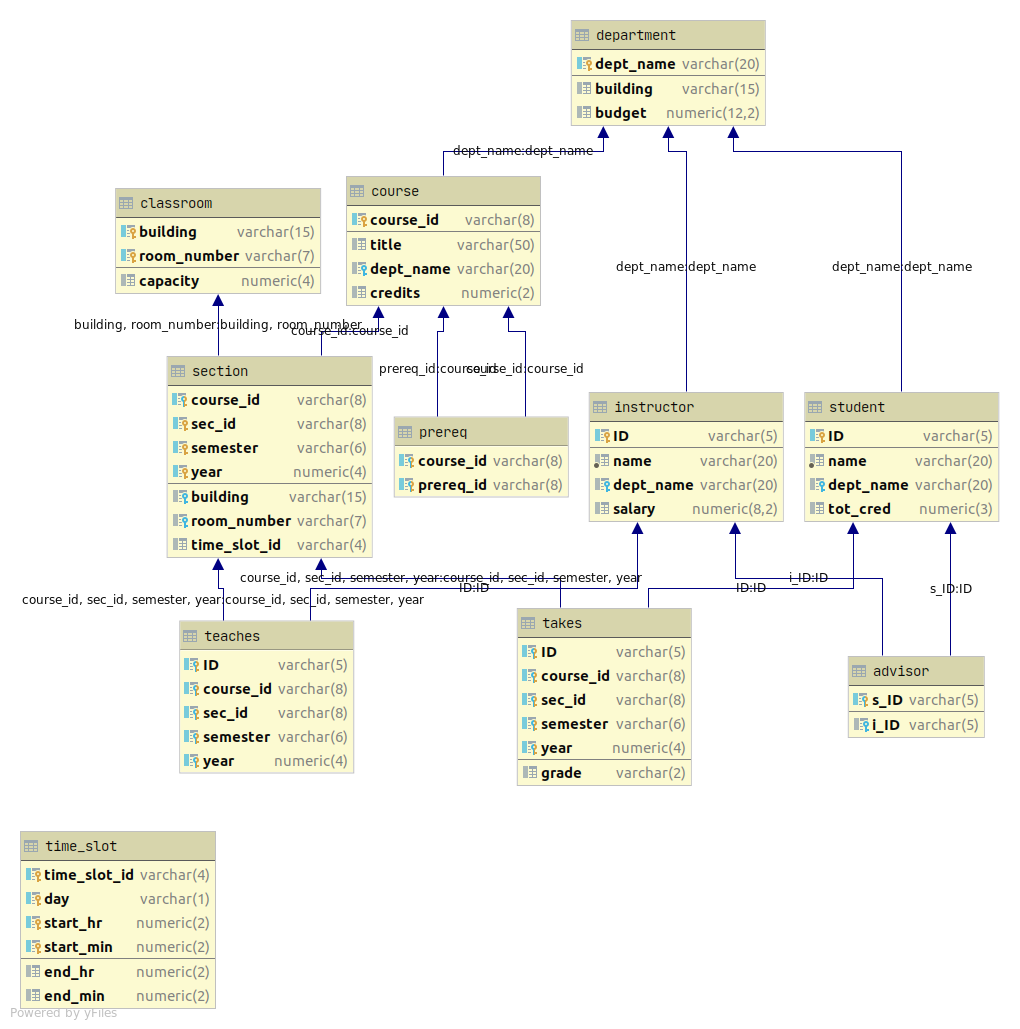 department
dept_name varchar(20)
building varchar(15)
budget numeric(12,2)
dept_name:dept_name
course
course_id varchar(8)
title varchar(50)
dept_name varchar(20)
credits numeric(2)
classroom
building varchar(15)
room_number varchar(7)
capacity numeric(4)
dept_name:dept_name
dept_name:dept_name
building, room_number:building, room_number
course_id:course_id
prereq_id:course_id
course_id:course_id
section
course_id varchar(8)
sec_id varchar(8)
semester varchar(6)
year numeric(4)
building varchar(15)
room_number varchar(7)
time_slot_id varchar(4)
prereq
course_id varchar(8)
prereq_id varchar(8)
instructor
ID varchar(5)
name varchar(20)
dept_name varchar(20)
salary numeric(8,2)
student
ID varchar(5)
name varchar(20)
dept_name varchar(20)
tot_cred numeric(3)
course_id, sec_id, semester, year:course_id, sec_id, semester, year
i_ID:ID
ID:ID
ID:ID
s_ID:ID
course_id, sec_id, semester, year:course_id, sec_id, semester, year
teaches
ID varchar(5)
course_id varchar(8)
sec_id varchar(8)
semester varchar(6)
year numeric(4)
takes
ID varchar(5)
course_id varchar(8)
sec_id varchar(8)
semester varchar(6)
year numeric(4)
grade varchar(2)
advisor
s_ID varchar(5)
i_ID varchar(5)
time_slot
time_slot_id varchar(4)
day varchar(1)
start_hr numeric(2)
start_min numeric(2)
end_hr numeric(2)
end_min numeric(2)
Powered by yFiles